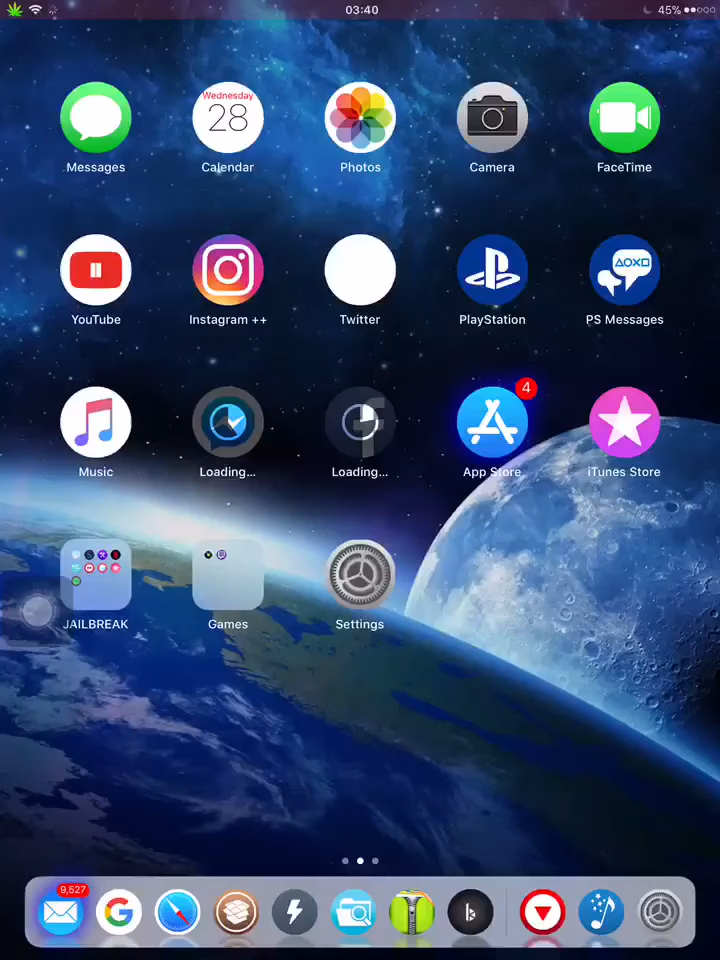 03:40
45%
Wednesday
28
Messages
Calendar
Photos
Camera
FaceTime
YouTube
Instagram ++
Twitter
PlayStation
PS Messages
4
Music
Loading...
Loading...
App Store
iTunes Store
JAILBREAK
Games
Settings
9,527